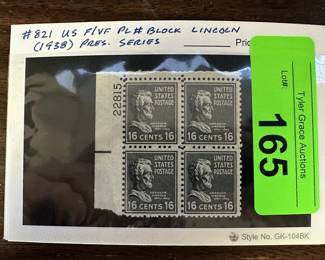 #821 US F/VF PL# BLOCK LINCOLN
(1938) PRES. SERIES
Pric
22815
UNITED
STATES
POSTAGE
16 CENTS 16
UNITED
STATES
POSTAGE
16 CENTS 16
UNITED
STATES
POSTAGE
16 CENTS 16
UNITED
STATES
POSTAGE
16 CENTS 16
Lot#:
165
Tyler Grace Auctions
Style No. GK-104BK